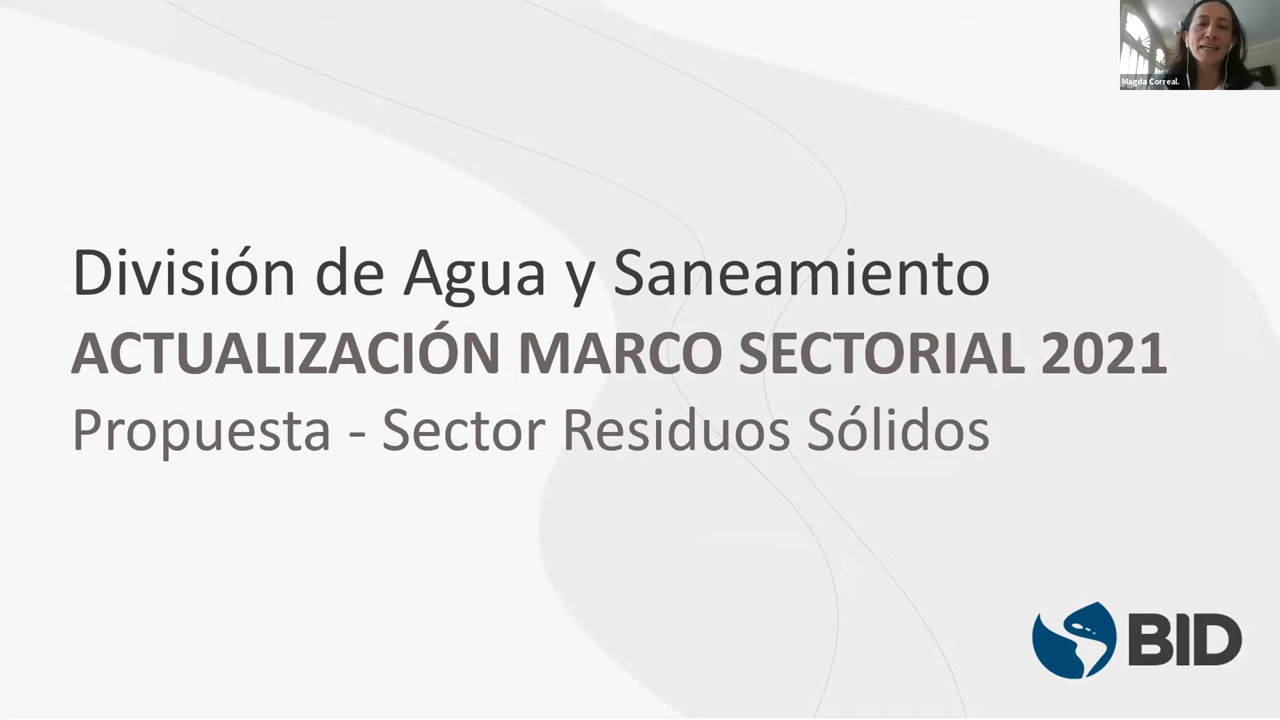 Magda Correal.
División de Agua y Saneamiento
ACTUALIZACIÓN MARCO SECTORIAL 2021
Propuesta - Sector Residuos Sólidos
BID